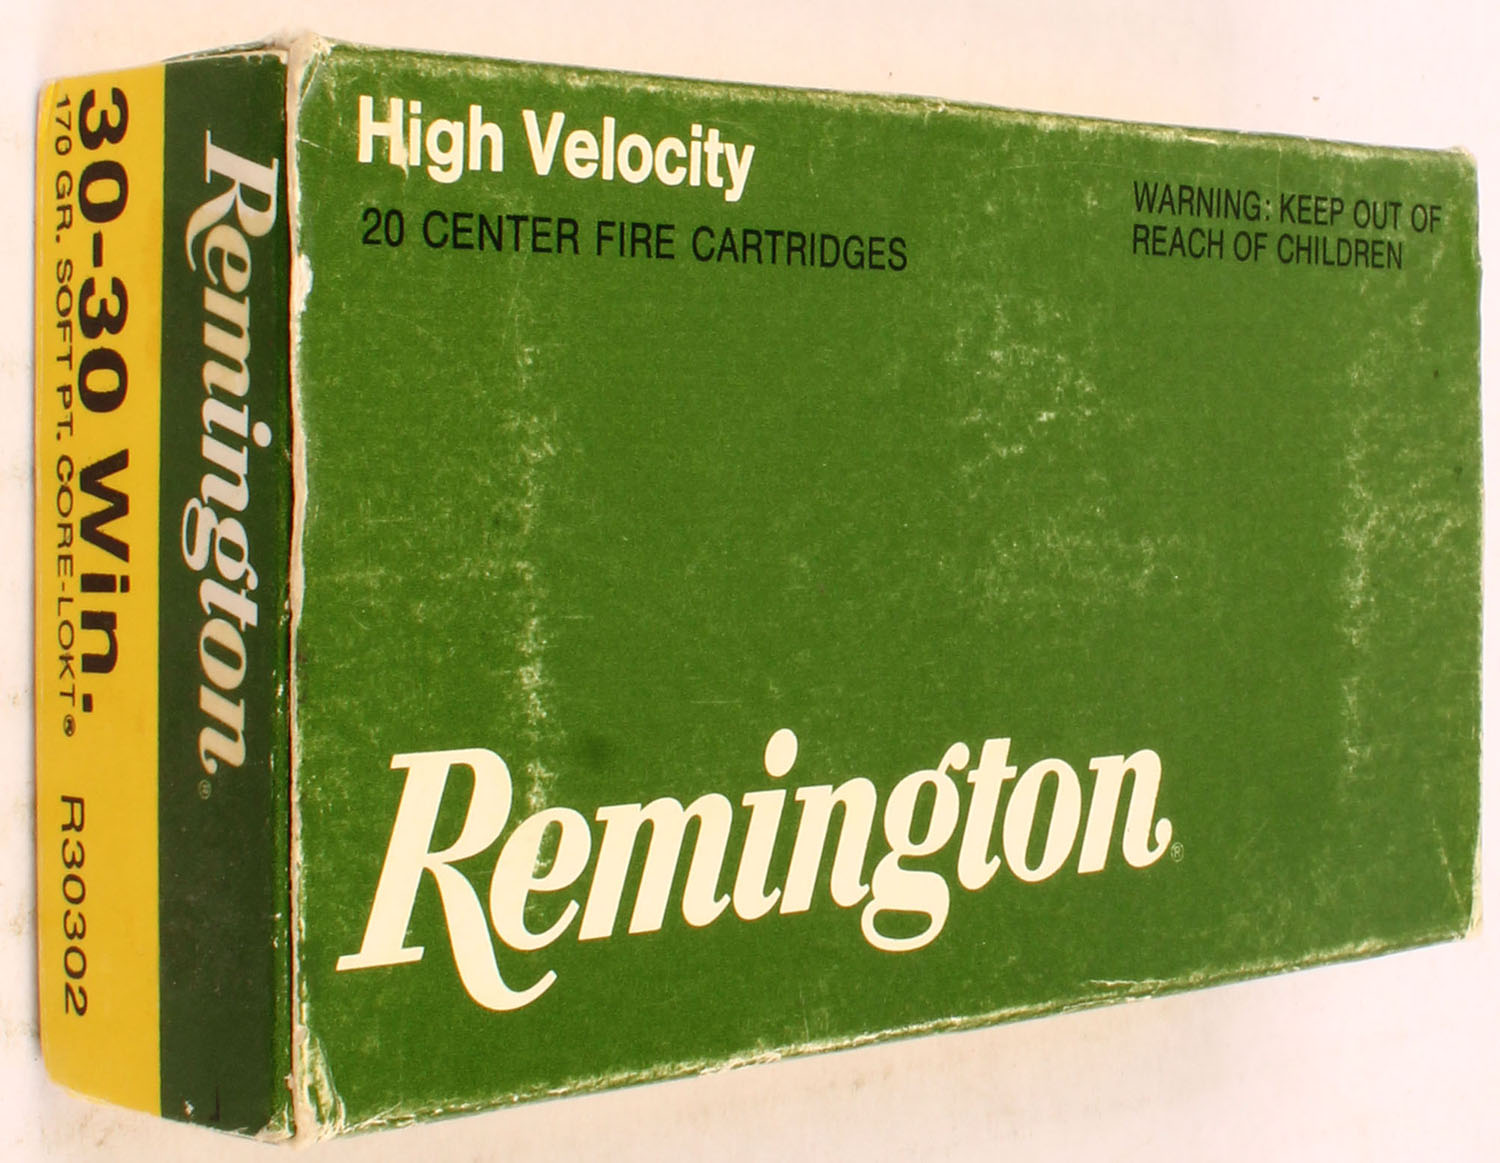 High Velocity
20 CENTER FIRE CARTRIDGES
WARNING: KEEP OUT OF
REACH OF CHILDREN
Remington®
Remington®
30-30 Win.
170 GR. SOFT PT. CORE-LOKT® R30302